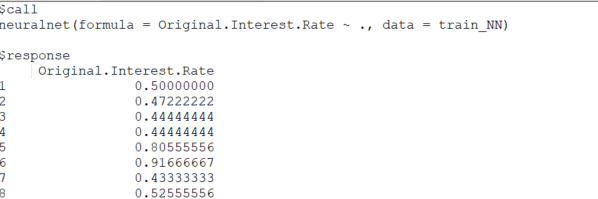 $call
neuralnet(formula = Original.Interest.Rate ~ ., data = train_NN)
$response
Original.Interest.Rate
1 0.50000000
2 0.47222222
3 0.44444444
4 0.44444444
5 0.80555556
6 0.91666667
7 0.43333333
8 0.52555556